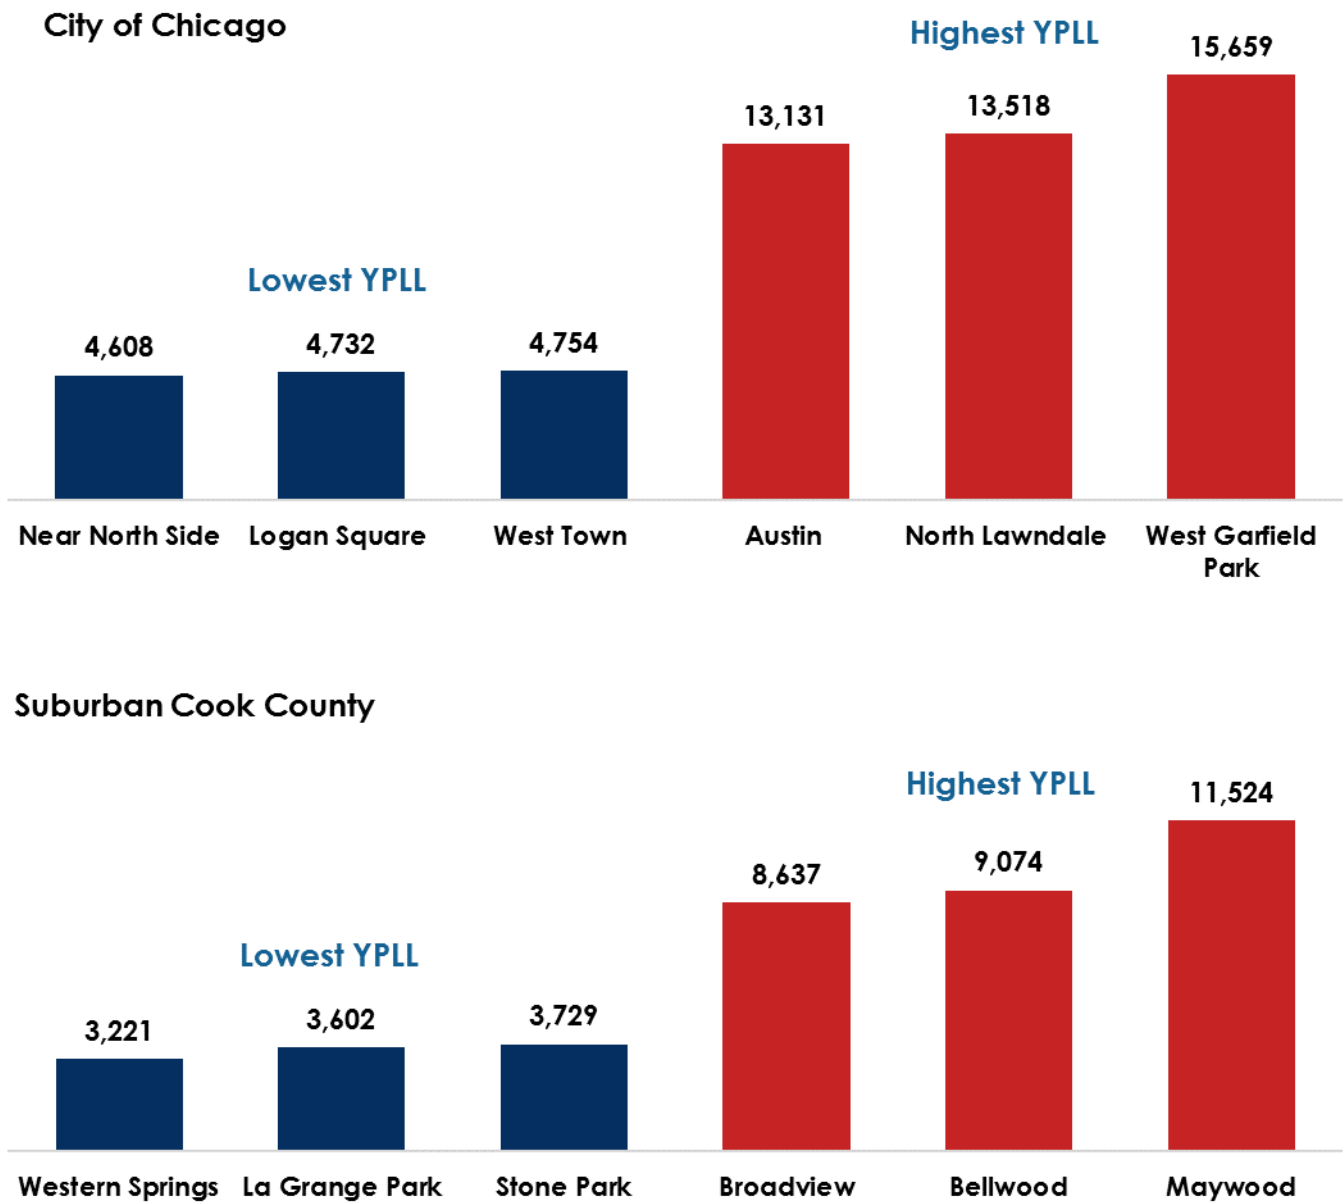 City of Chicago
Highest YPLL
15,659
13,131
13,518
Lowest YPLL
4,608
4,732
4,754
Near North Side
Logan Square
West Town
Austin
North Lawndale
West Garfield
Park
Suburban Cook County
Highest YPLL
11,524
8,637
9,074
Lowest YPLL
3,221
3,602
3,729
Western Springs
La Grange Park
Stone Park
Broadview
Bellwood
Maywood